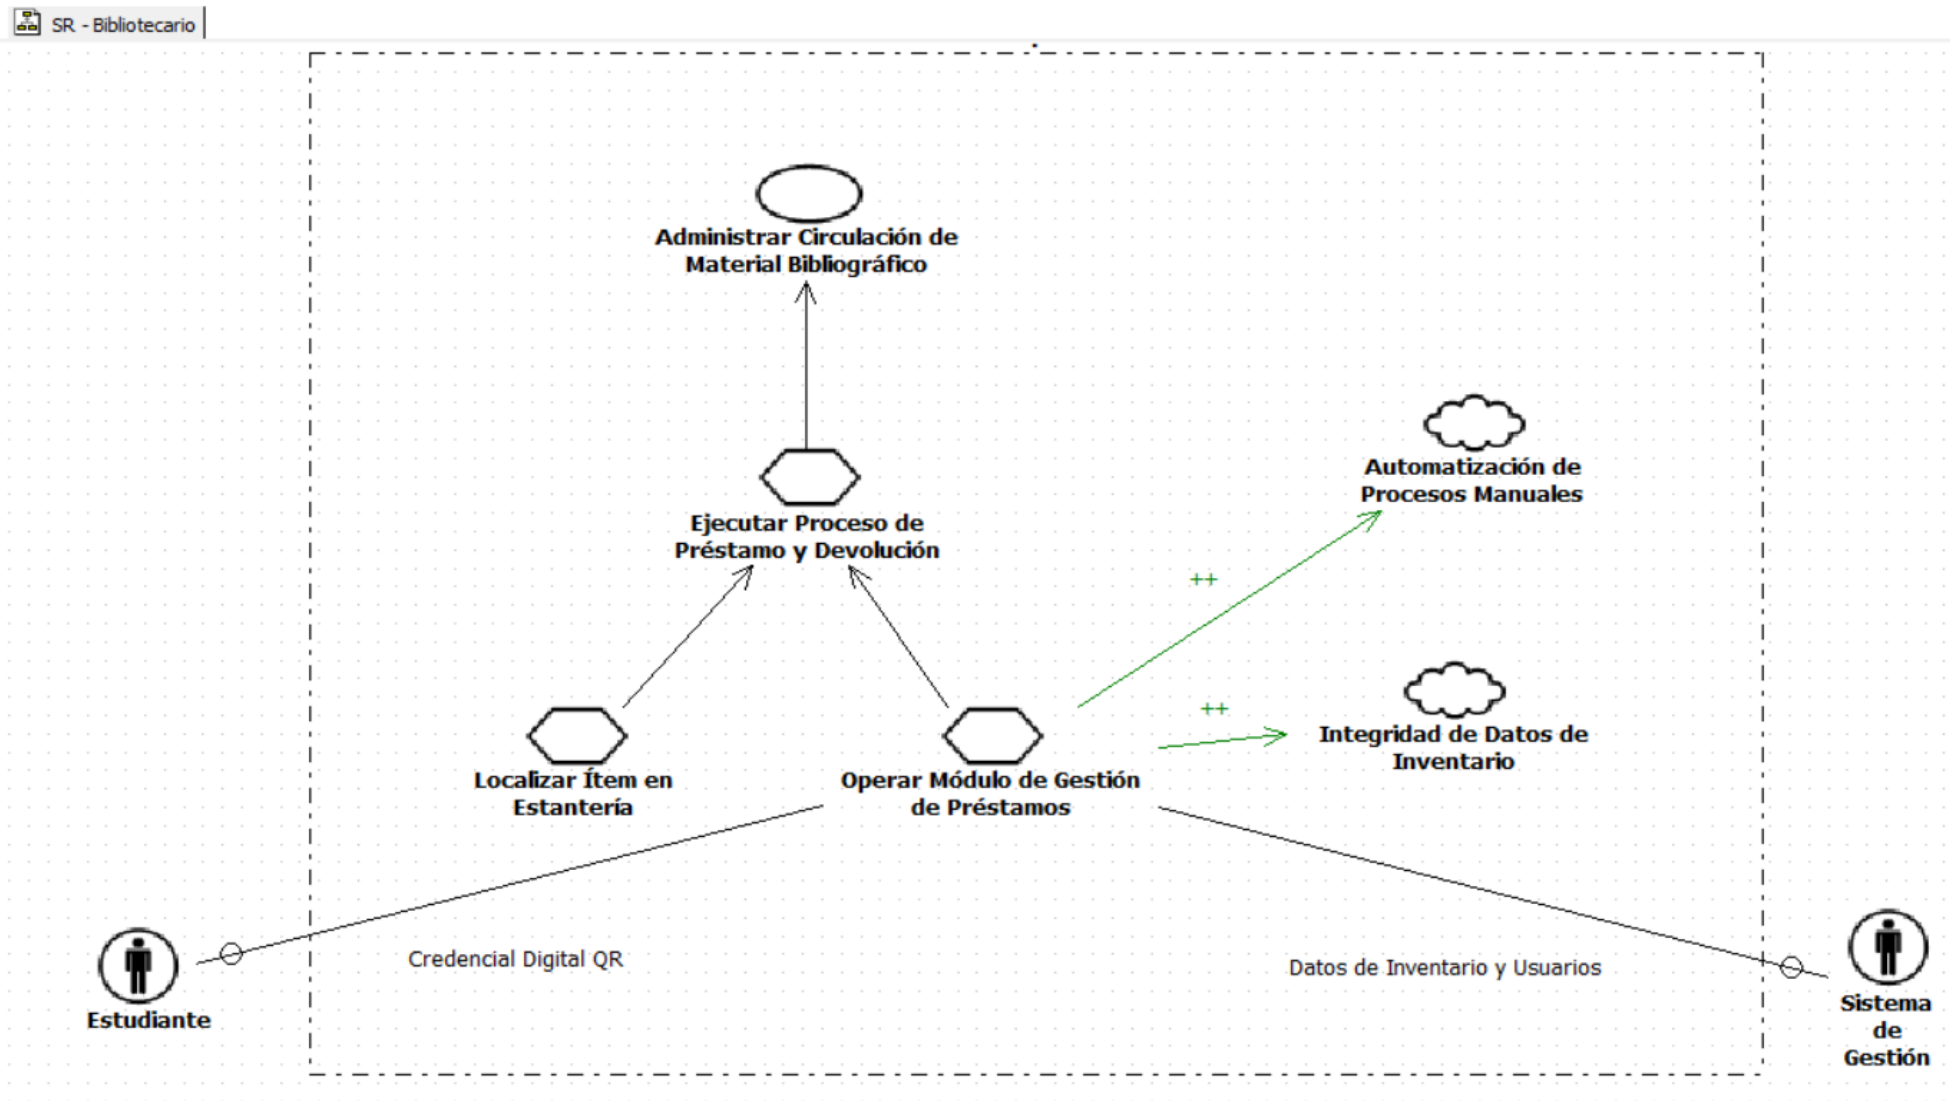 SR - Bibliotecario
Administrar Circulación de
Material Bibliográfico
Automatización de
Procesos Manuales
Ejecutar Proceso de
Préstamo y Devolución
++
++
Integridad de Datos de
Inventario
Localizar Ítem en
Estantería
Operar Módulo de Gestión
de Préstamos
Credencial Digital QR
Datos de Inventario y Usuarios
Estudiante
Sistema
de
Gestión